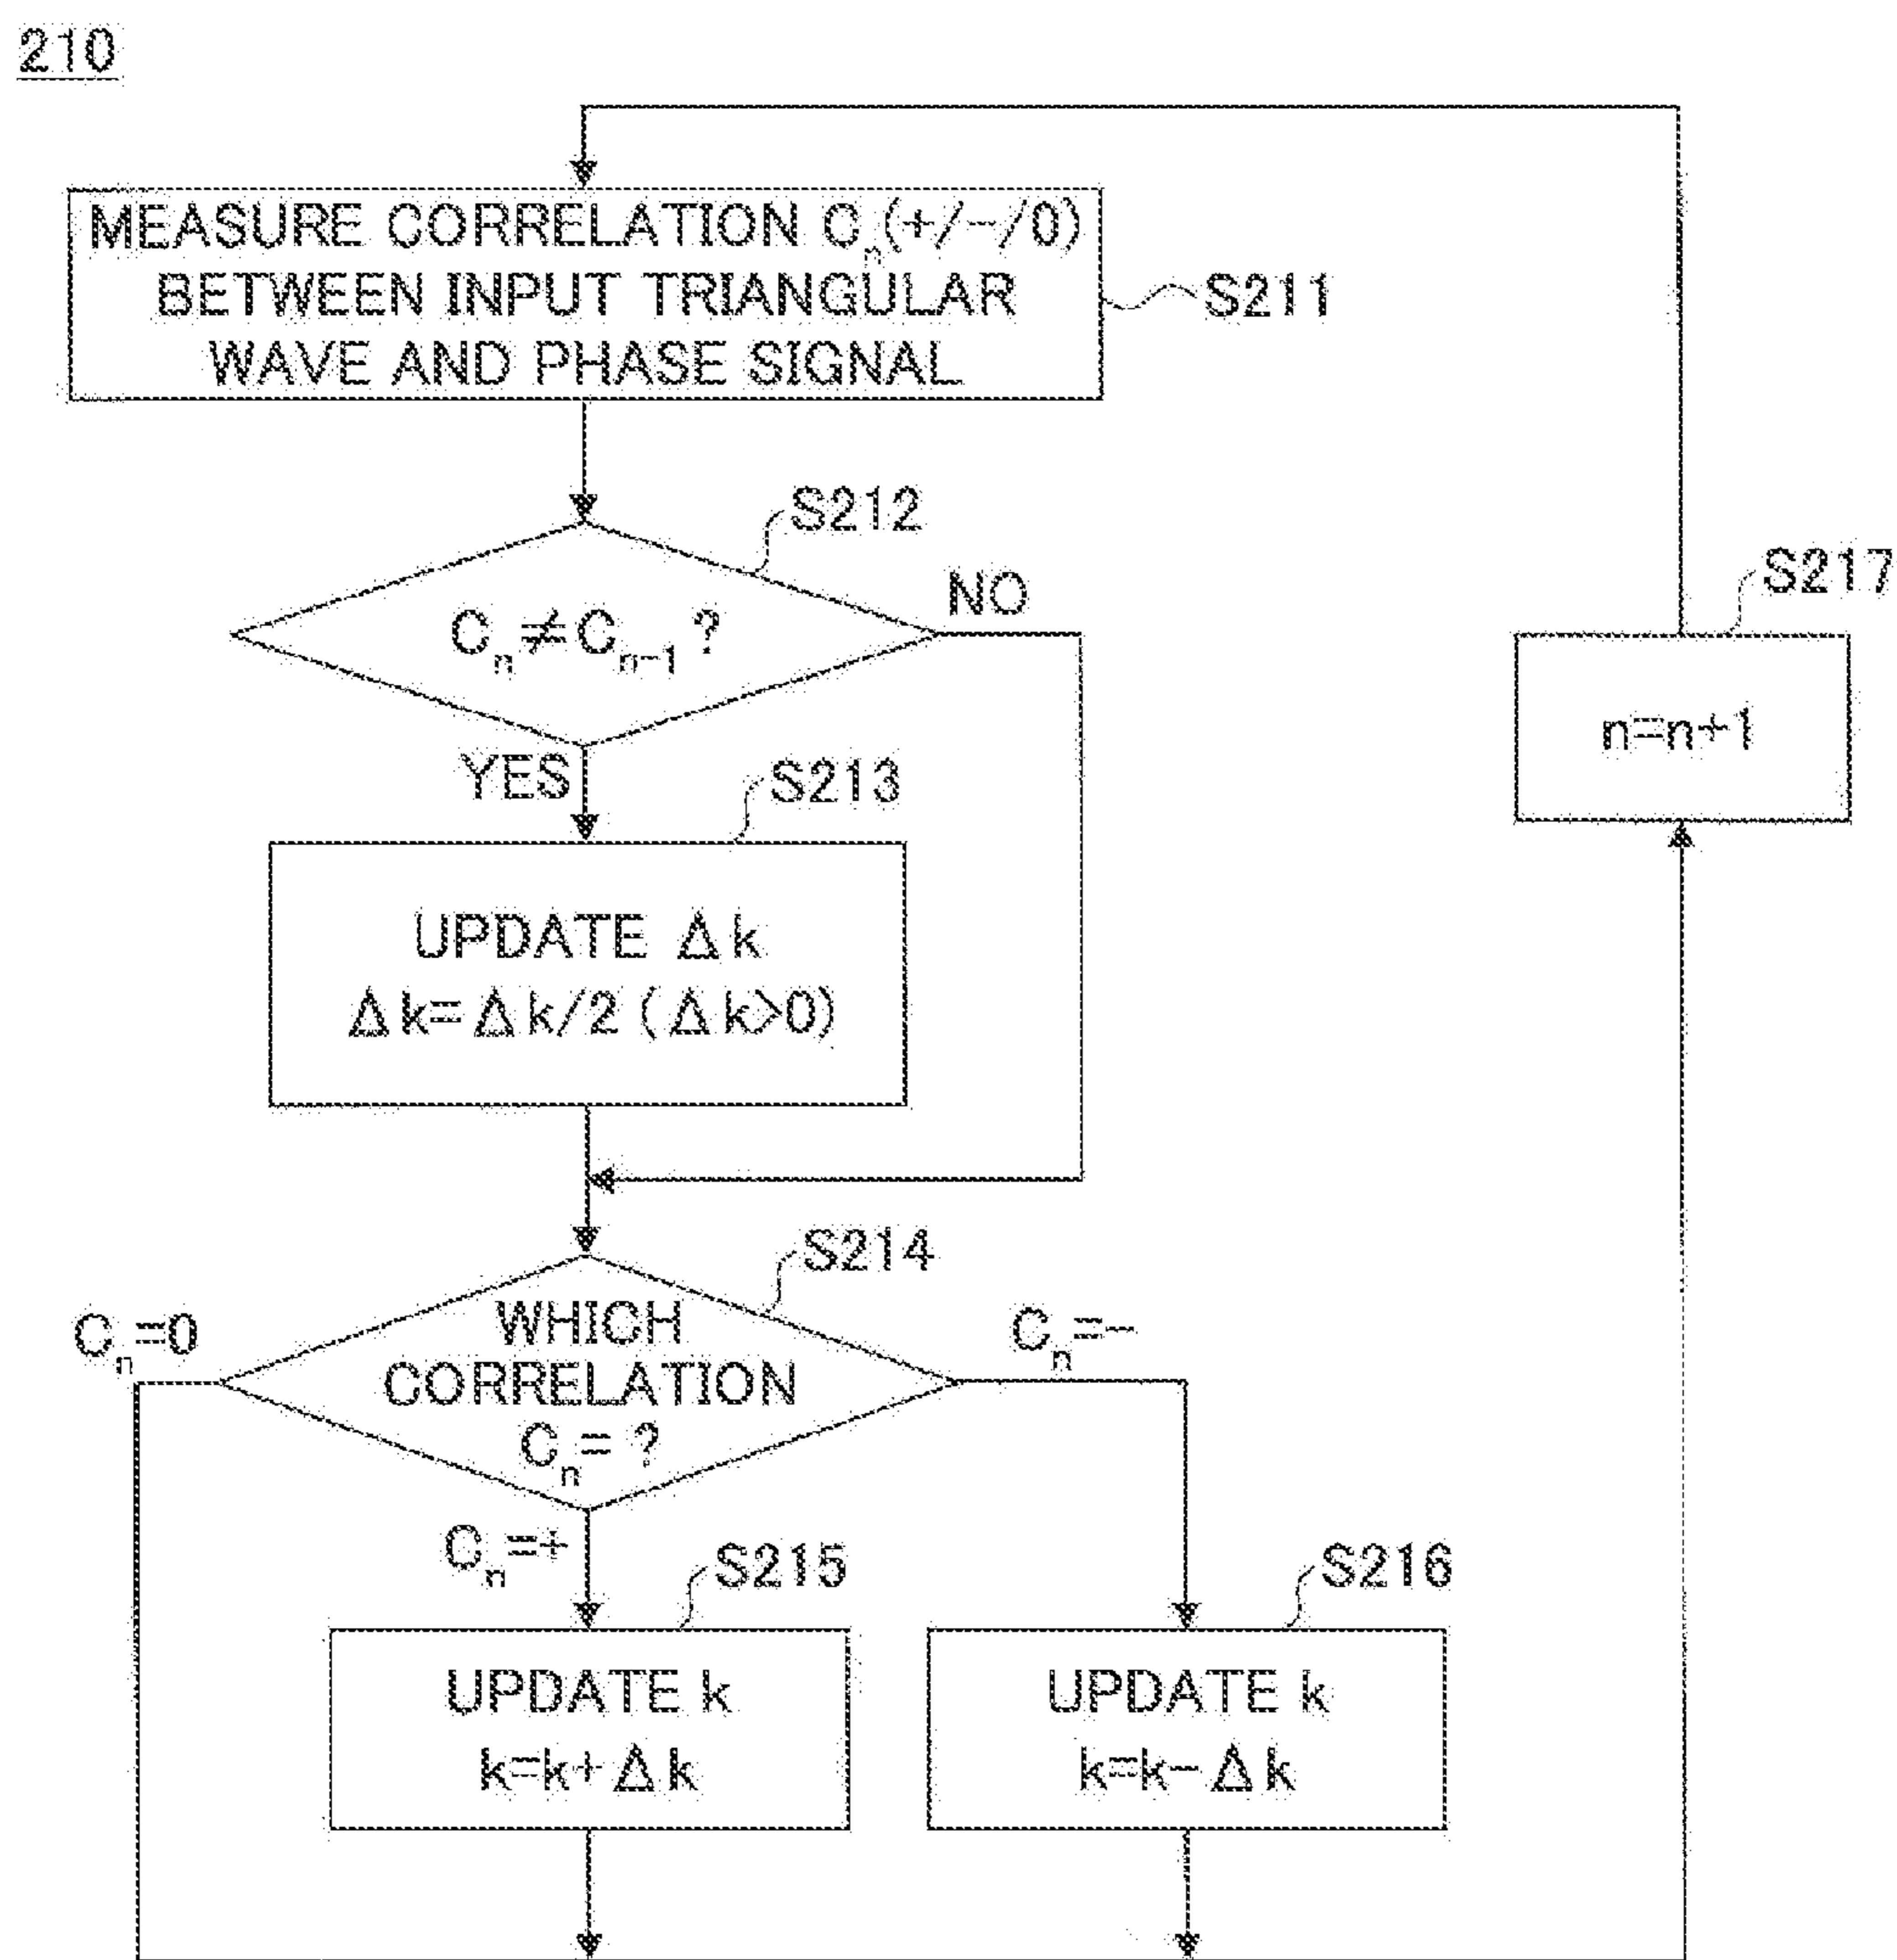 210
MEASURE CORRELATION Cn(+/−/0)
BETWEEN INPUT TRIANGULAR
WAVE AND PHASE SIGNAL
S211
S212
Cn≠Cn−1 ?
NO
YES
S217
n=n+1
S213
UPDATE Δk
Δk=Δk/2 (Δk>0)
S214
WHICH
CORRELATION
Cn= ?
Cn=0
Cn=−
Cn=+
S215
UPDATE k
k=k+Δk
S216
UPDATE k
k=k−Δk